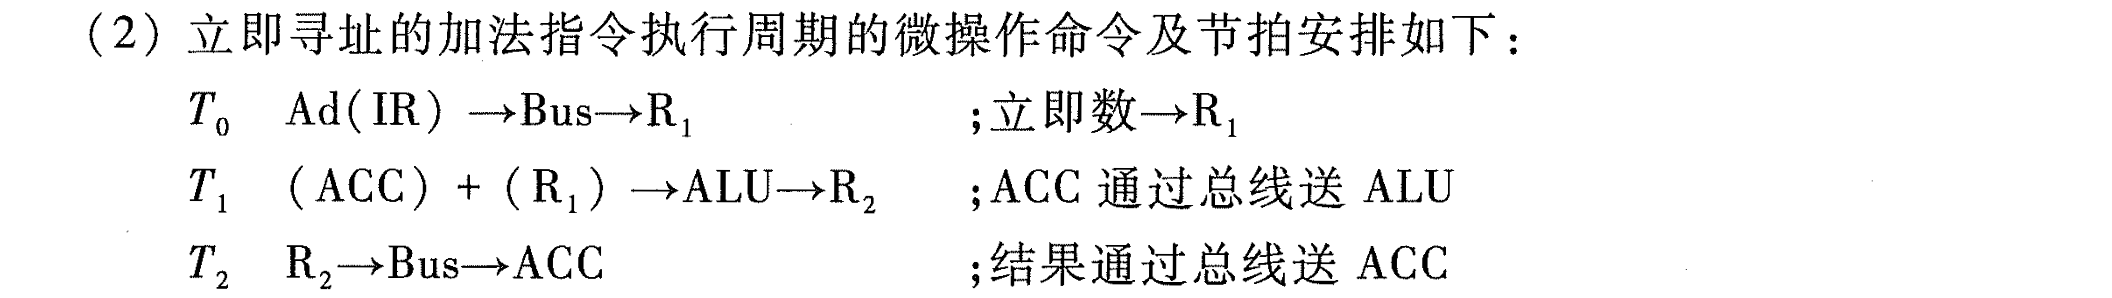 （2）立即寻址的加法指令执行周期的微操作命令及节拍安排如下：
T₀ Ad(IR)→Bus→R₁ ；立即数→R₁
T₁ (ACC)+(R₁)→ALU→R₂ ；ACC 通过总线送 ALU
T₂ R₂→Bus→ACC ；结果通过总线送 ACC